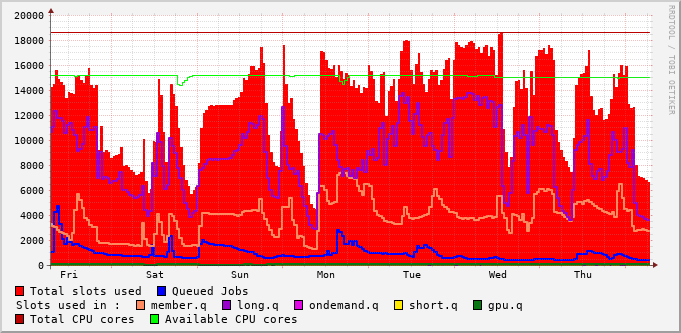 20000
18000
16000
14000
12000
10000
8000
6000
4000
2000
0
Fri Sat Sun Mon Tue Wed Thu
Total slots used Queued Jobs
Slots used in : member.q long.q ondemand.q short.q gpu.q
Total CPU cores Available CPU cores
RRDTOOL / TOBI OETIKER